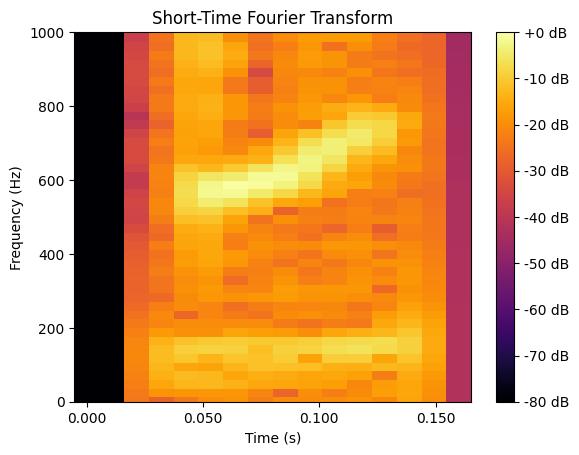 Short-Time Fourier Transform
1000
800
600
400
200
0
Frequency (Hz)
0.000
0.050
0.100
0.150
Time (s)
+0 dB
-10 dB
-20 dB
-30 dB
-40 dB
-50 dB
-60 dB
-70 dB
-80 dB